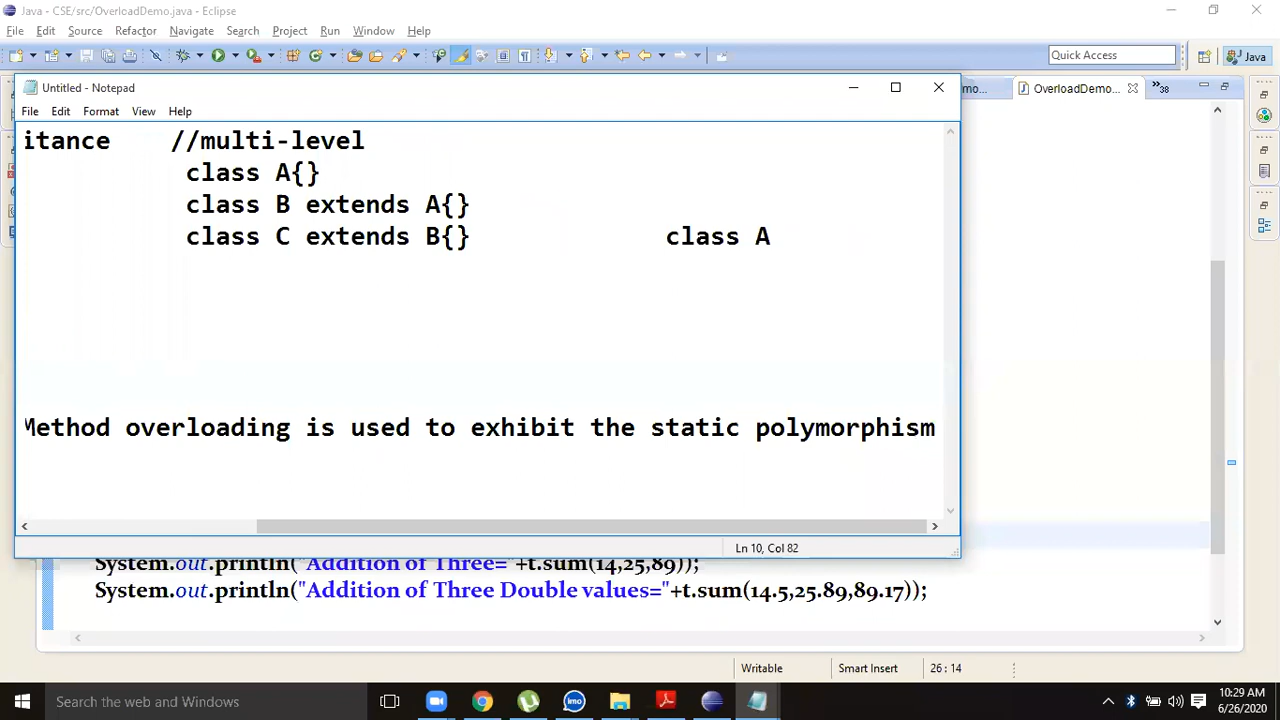 Java - CSE/src/OverloadDemo.java - Eclipse
File Edit Source Refactor Navigate Search Project Run Window Help
Quick Access
Java
Untitled - Notepad
mo...
OverloadDemo...
38
File Edit Format View Help
itance //multi-level
class A{}
class B extends A{}
class C extends B{} class A
Method overloading is used to exhibit the static polymorphism
Ln 10, Col 82
System.out.println("Addition of Three="+t.sum(14,25,89));
System.out.println("Addition of Three Double values="+t.sum(14.5,25.89,89.17));
Writable Smart Insert 26 : 14
Search the web and Windows
imo
10:29 AM
6/26/2020